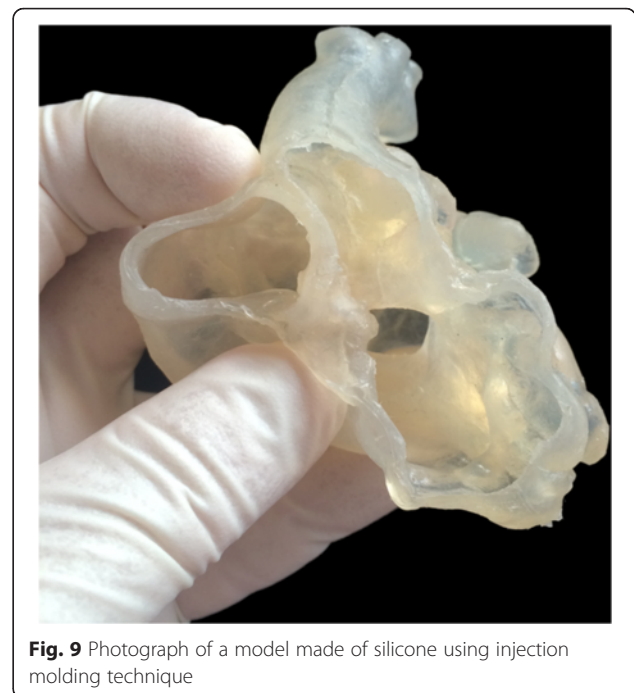 Fig. 9 Photograph of a model made of silicone using injection
molding technique